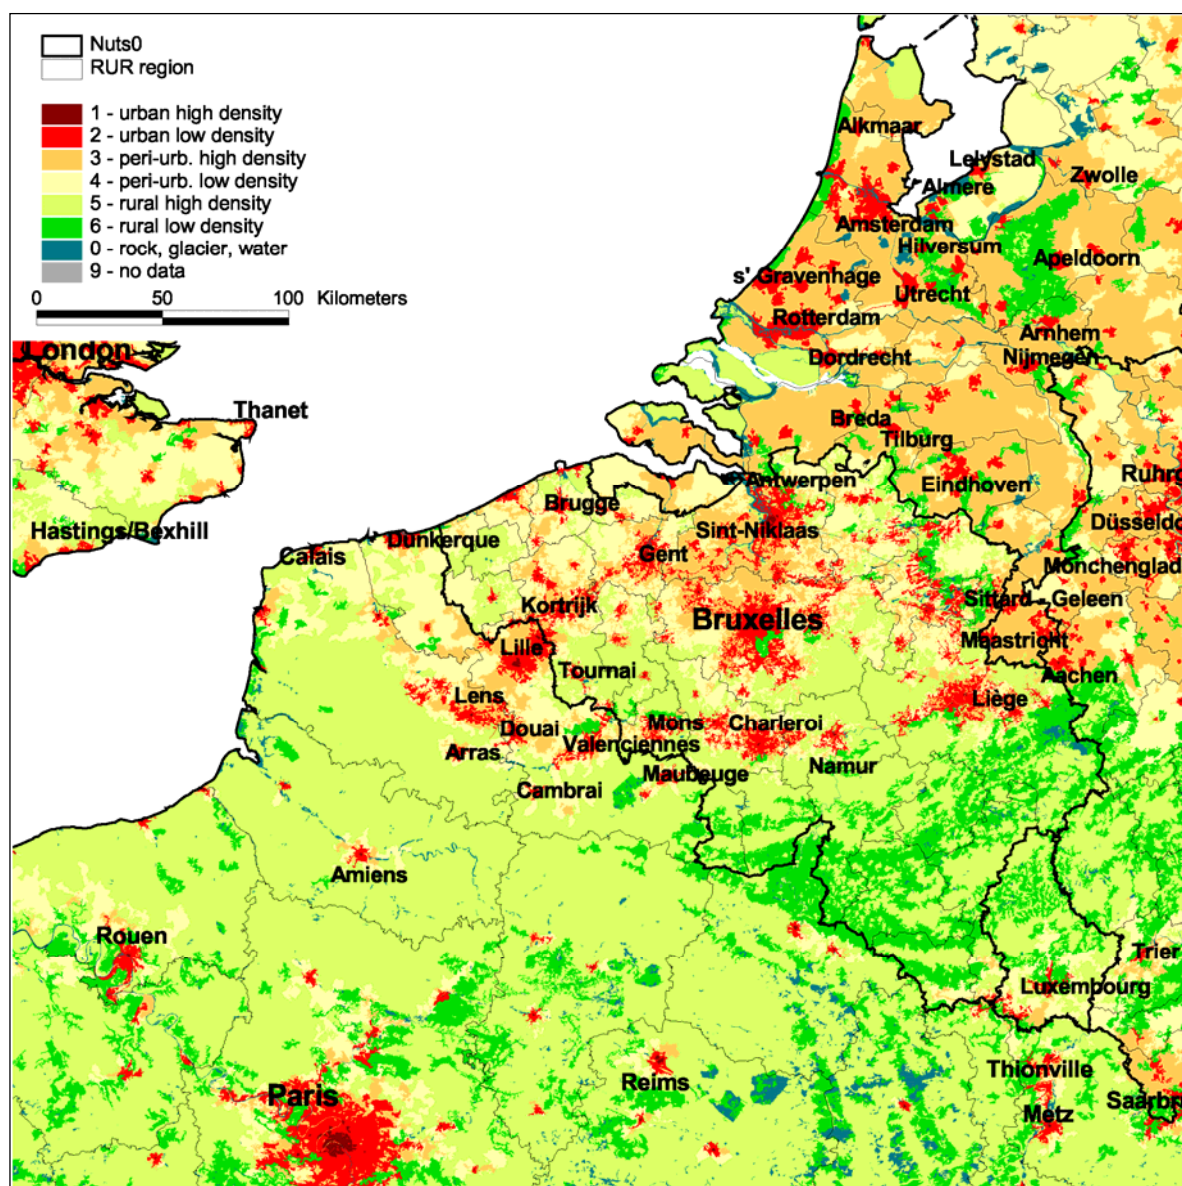 Nuts0
RUR region
1 - urban high density
2 - urban low density
3 - peri-urb. high density
4 - peri-urb. low density
5 - rural high density
6 - rural low density
0 - rock, glacier, water
9 - no data
0 50 100 Kilometers
Alkmaar
Lelystad
Zwolle
Almere
Amsterdam
Hilversum
Apeldoorn
s' Gravenhage
Utrecht
Rotterdam
Arnhem
London
Dordrecht
Nijmegen
Thanet
Breda
Tilburg
Ruhrg
Antwerpen
Eindhoven
Brugge
Hastings/Bexhill
Sint-Niklaas
Düsseldo
Dunkerque
Calais
Gent
Mönchenglad
Kortrijk
Sittard - Geleen
Bruxelles
Maastricht
Lille
Tournai
Aachen
Lens
Liège
Douai
Mons
Charleroi
Arras
Valenciennes
Namur
Maubeuge
Cambrai
Amiens
Rouen
Trier
Luxembourg
Thionville
Reims
Paris
Metz
Saarbr